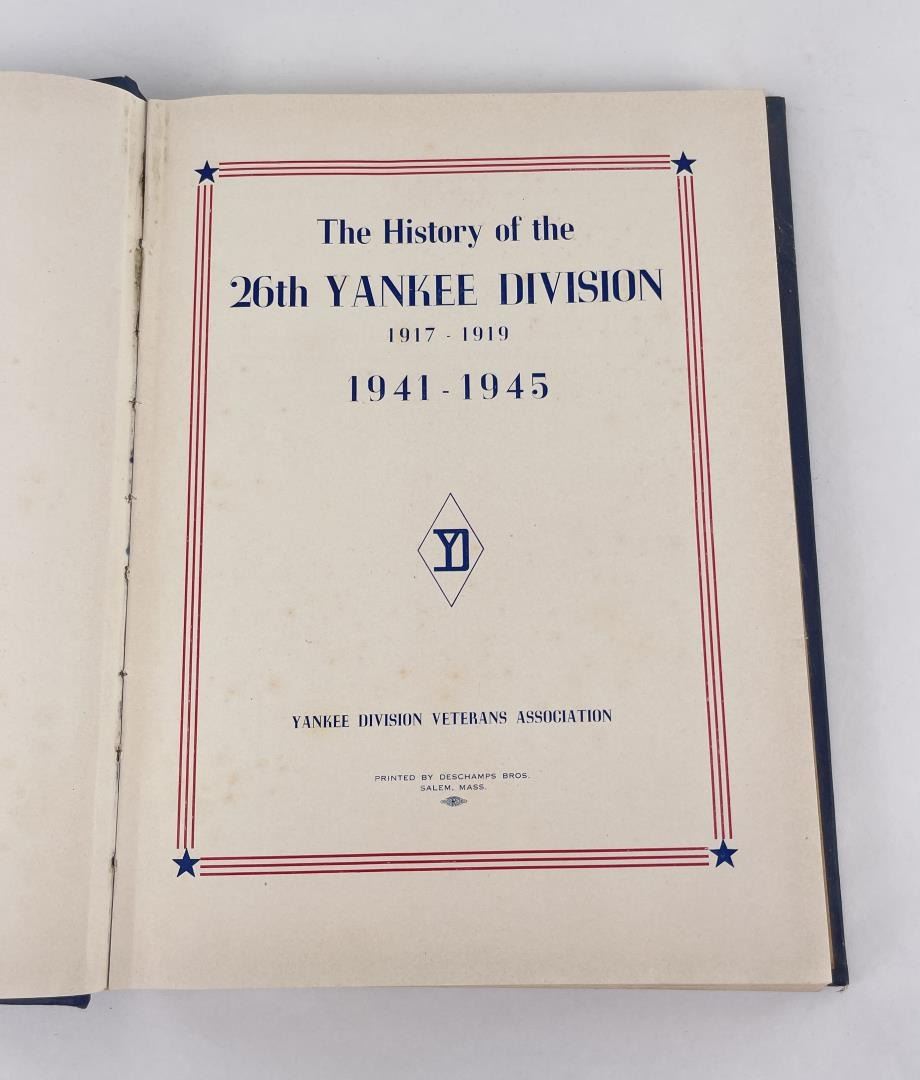 The History of the
26th YANKEE DIVISION
1917 - 1919
1941 - 1945
YD
YANKEE DIVISION VETERANS ASSOCIATION
PRINTED BY DESCHAMPS BROS.
SALEM, MASS.